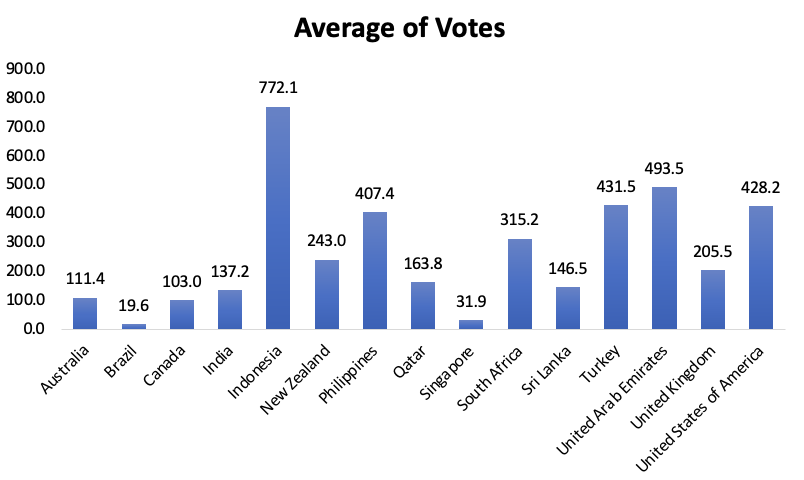 Average of Votes
900.0
800.0
700.0
600.0
500.0
400.0
300.0
200.0
100.0
0.0
111.4
19.6
103.0
137.2
772.1
243.0
407.4
163.8
31.9
315.2
146.5
431.5
493.5
205.5
428.2
Australia
Brazil
Canada
India
Indonesia
New Zealand
Philippines
Qatar
Singapore
South Africa
Sri Lanka
Turkey
United Arab Emirates
United Kingdom
United States of America